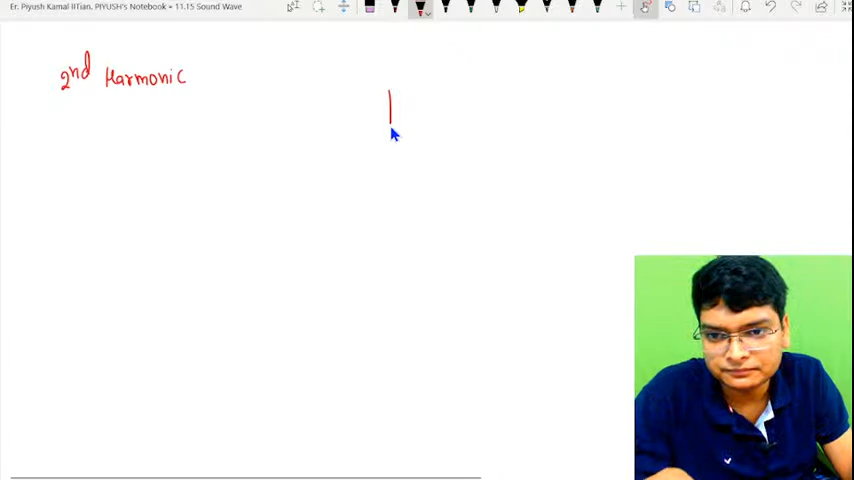 Er. Piyush Kamal IITian. PIYUSH's Notebook » 11.15 Sound Wave
2nd Harmonic